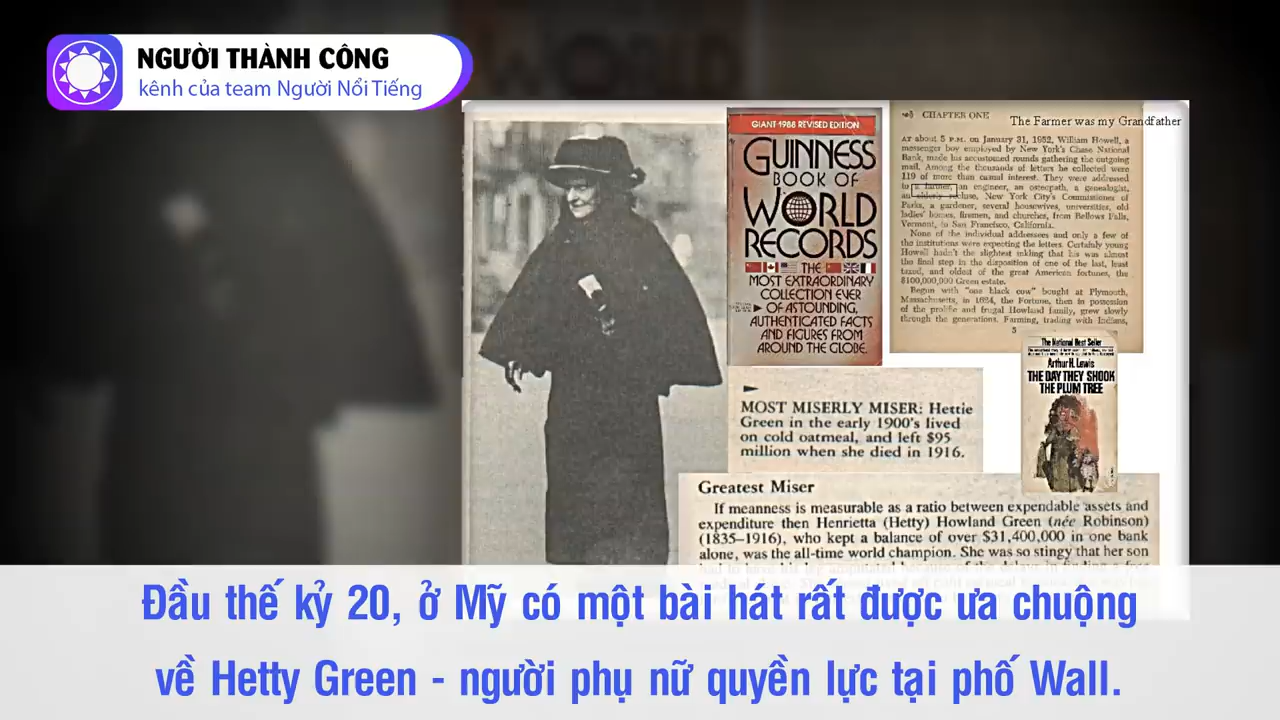 NGƯỜI THÀNH CÔNG
kênh của team Người Nổi Tiếng
GIANT 1988 REVISED EDITION
GUINNESS
BOOK OF
WORLD
RECORDS
THE
MOST EXTRAORDINARY
COLLECTION EVER
OF ASTOUNDING,
AUTHENTICATED FACTS
AND FIGURES FROM
AROUND THE GLOBE.
CHAPTER ONE
The Farmer was my Grandfather
AT about 5 P.M. on January 31, 1952, William Howell, a
messenger boy employed by New York's Chase National
Bank, made his accustomed rounds gathering the outgoing
mail. Among the thousands of letters he collected were
119 of more than casual interest. They were addressed
to a farmer, an engineer, an osteopath, a genealogist,
an elderly recluse, New York City's Commissioner of
Parks, a gardener, several housewives, universities, old
ladies' homes, firemen, and churches, from Bellows Falls,
Vermont, to San Francisco, California.
None of the individual addressees and only a few of
the institutions were expecting the letters. Certainly young
Howell hadn't the slightest inkling that his was almost
the final step in the disposition of one of the last, least
taxed, and oldest of the great American fortunes, the
$100,000,000 Green estate.
Begun with "one black cow" bought at Plymouth,
Massachusetts, in 1624, the Fortune, then in possession
of the prolific and frugal Howland family, grew slowly
through the generations. Farming, trading with Indians,
5
The National Best Seller
Arthur H. Lewis
THE DAY THEY SHOOK
THE PLUM TREE
MOST MISERLY MISER: Hettie
Green in the early 1900's lived
on cold oatmeal, and left $95
million when she died in 1916.
Greatest Miser
If meanness is measurable as a ratio between expendable assets and
expenditure then Henrietta (Hetty) Howland Green (née Robinson)
(1835–1916), who kept a balance of over $31,400,000 in one bank
alone, was the all-time world champion. She was so stingy that her son
Đầu thế kỷ 20, ở Mỹ có một bài hát rất được ưa chuộng
về Hetty Green - người phụ nữ quyền lực tại phố Wall.